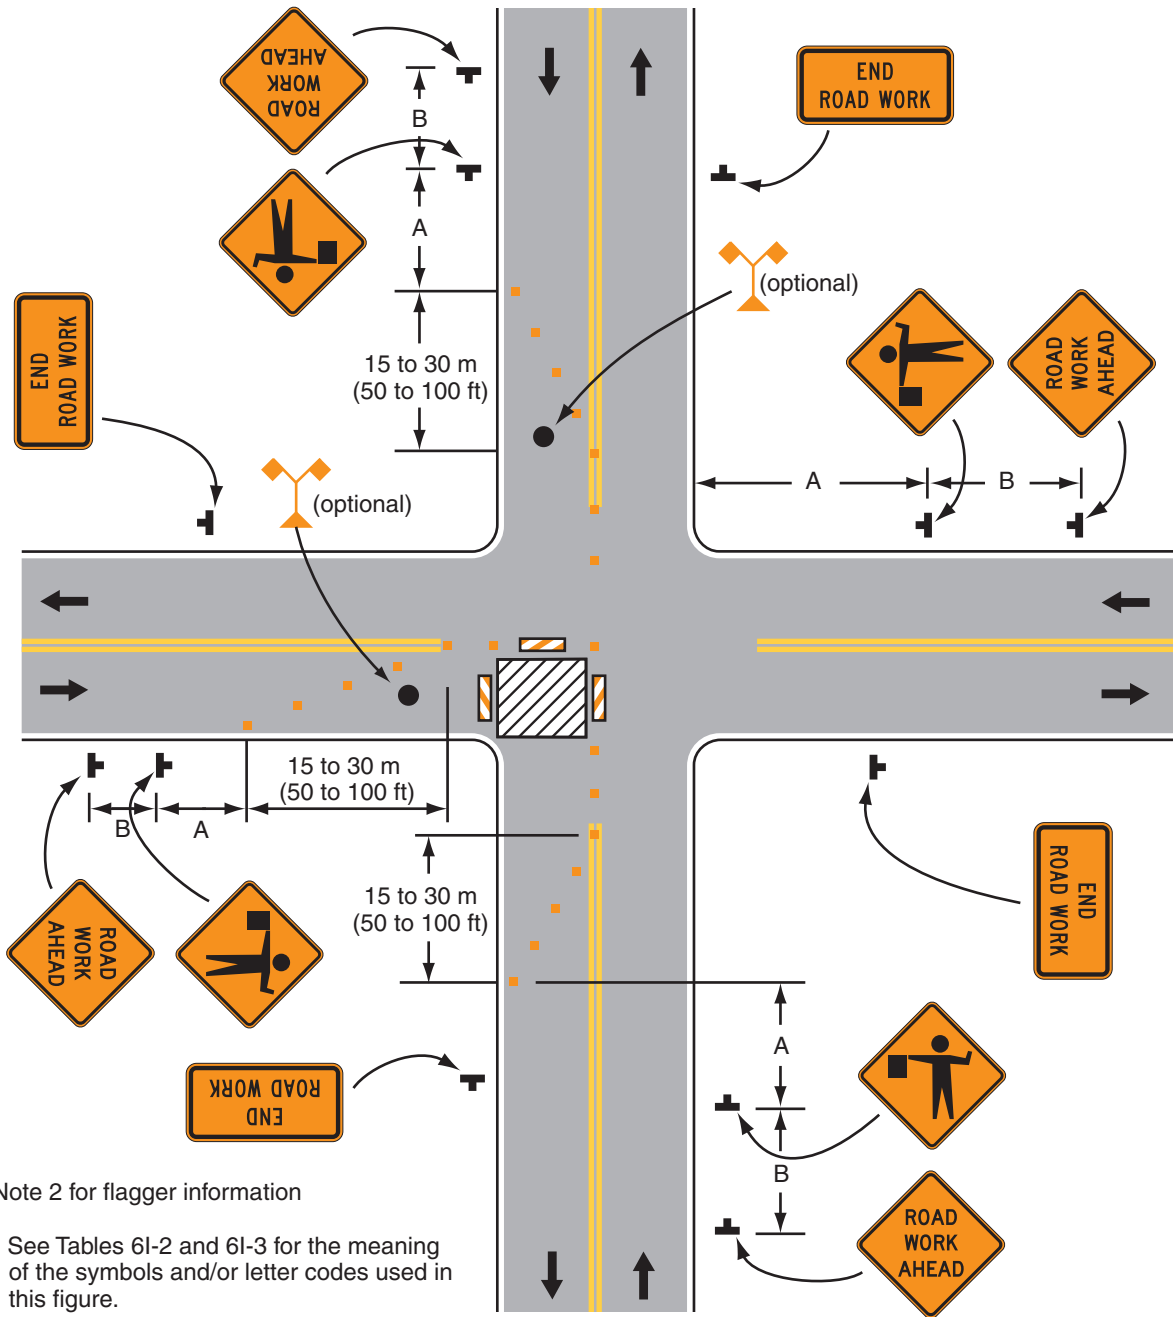 ROAD
WORK
AHEAD
B
END
ROAD WORK
A
(optional)
END
ROAD WORK
15 to 30 m
(50 to 100 ft)
ROAD
WORK
AHEAD
A
B
(optional)
15 to 30 m
(50 to 100 ft)
B
A
15 to 30 m
(50 to 100 ft)
ROAD
WORK
AHEAD
END
ROAD WORK
A
END
ROAD WORK
B
ROAD
WORK
AHEAD
Note 2 for flagger information
See Tables 6I-2 and 6I-3 for the meaning
of the symbols and/or letter codes used in
this figure.